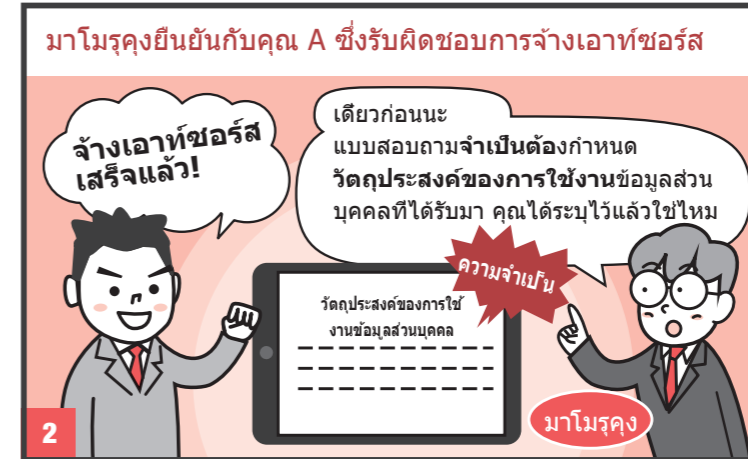 มาโมรุคุงยืนยันกับคุณ A ซึ่งรับผิดชอบการจ้างเอาท์ซอร์ส
จ้างเอาท์ซอร์ส
เสร็จแล้ว!
เดียวก่อนนะ
แบบสอบถามจำเป็นต้องกำหนด
วัตถุประสงค์ของการใช้งานข้อมูลส่วน
บุคคลที่ได้รับมา คุณได้ระบุไว้แล้วใช่ไหม
ความจำเป็น
วัตถุประสงค์ของการใช้
งานข้อมูลส่วนบุคคล
มาโมรุคุง
2